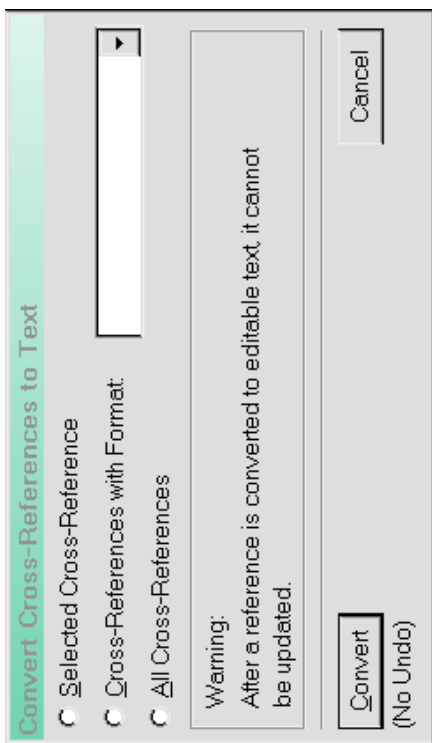 Convert Cross-References to Text
Selected Cross-Reference
Cross-References with Format:
All Cross-References
Warning:
After a reference is converted to editable text, it cannot
be updated.
Convert
Cancel
(No Undo)